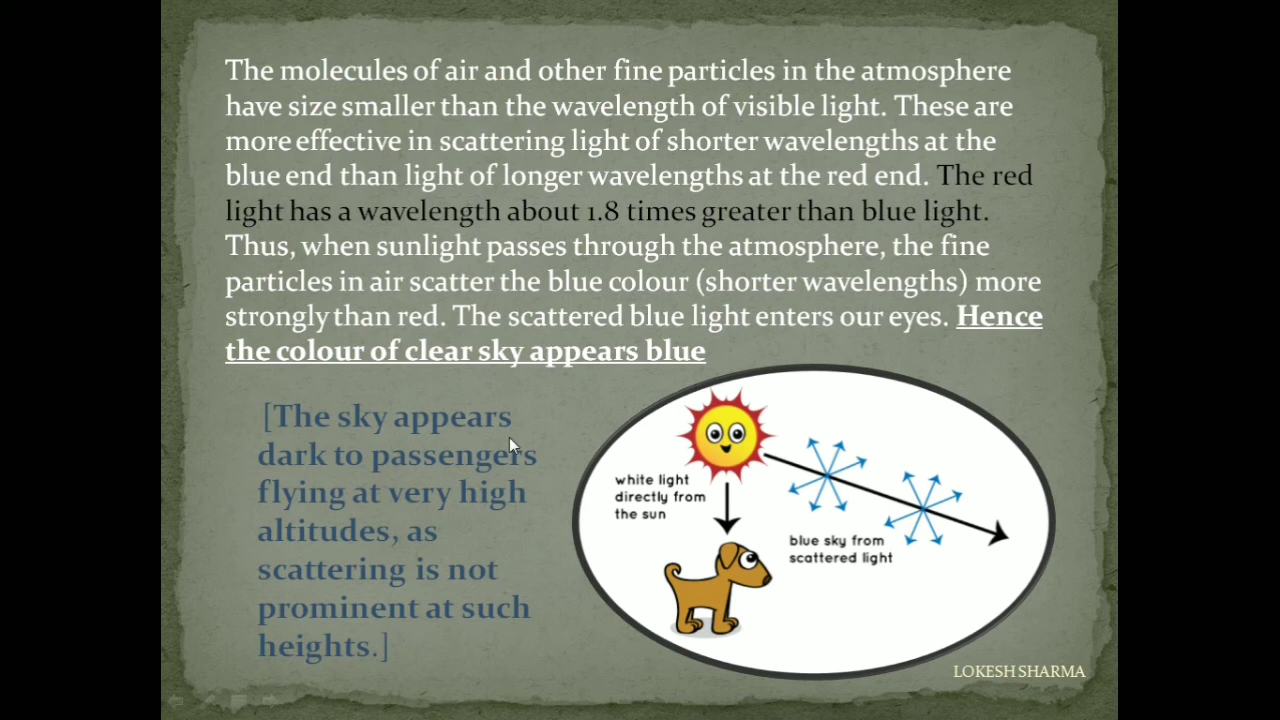 The molecules of air and other fine particles in the atmosphere
have size smaller than the wavelength of visible light. These are
more effective in scattering light of shorter wavelengths at the
blue end than light of longer wavelengths at the red end. The red
light has a wavelength about 1.8 times greater than blue light.
Thus, when sunlight passes through the atmosphere, the fine
particles in air scatter the blue colour (shorter wavelengths) more
strongly than red. The scattered blue light enters our eyes. Hence
the colour of clear sky appears blue
[The sky appears
dark to passengers
flying at very high
altitudes, as
scattering is not
prominent at such
heights.]
white light
directly from
the sun
blue sky from
scattered light
LOKESH SHARMA